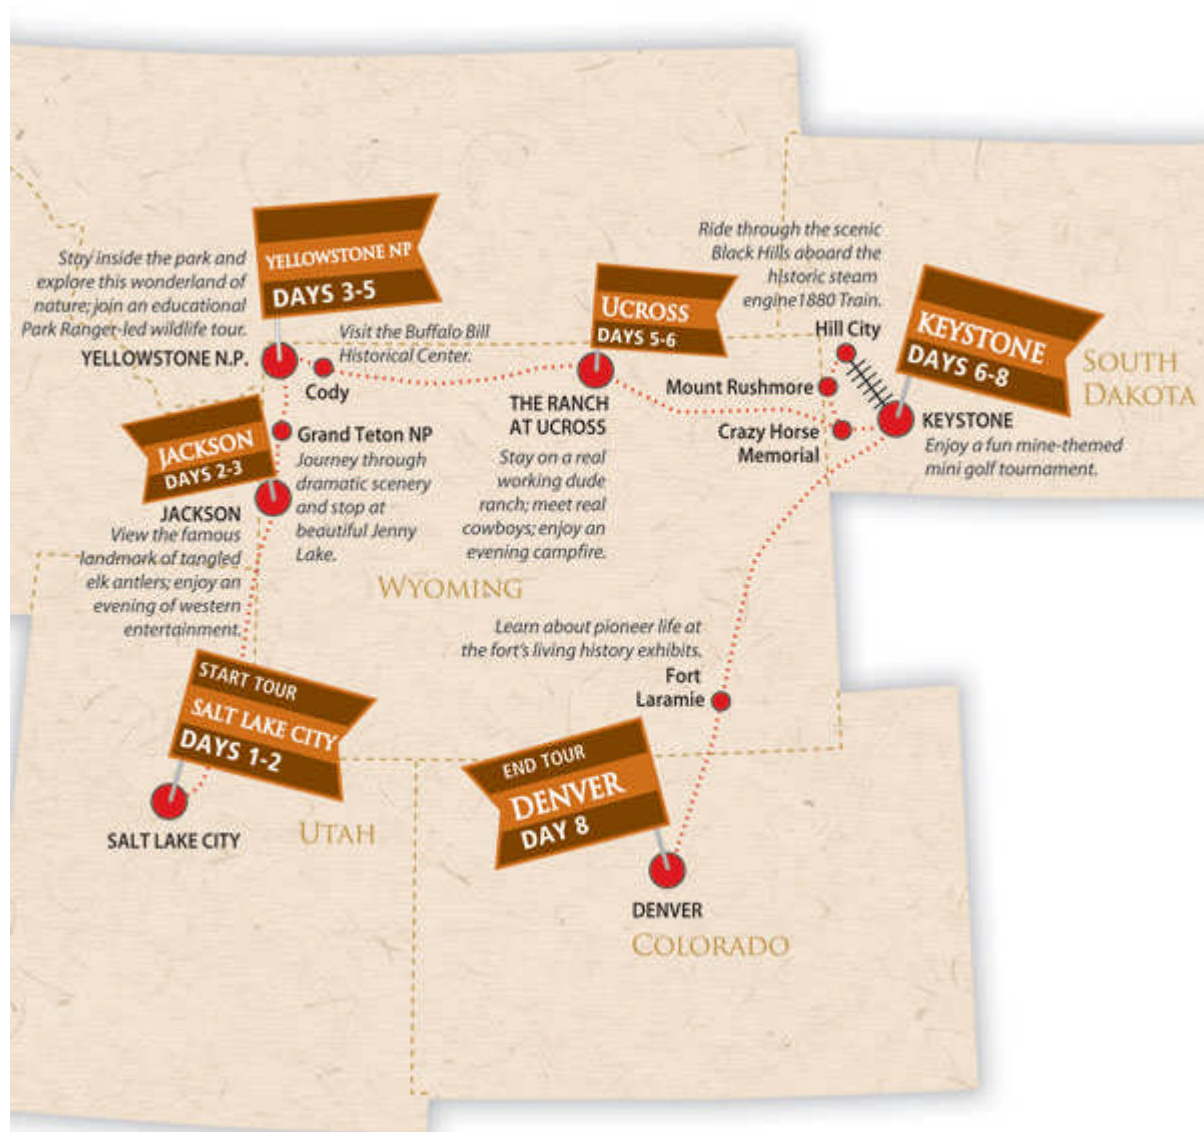 YELLOWSTONE NP
DAYS 3-5
Stay inside the park and
explore this wonderland of
nature; join an educational
Park Ranger-led wildlife tour.
YELLOWSTONE N.P.
Visit the Buffalo Bill
Historical Center.
Cody
UCROSS
DAYS 5-6
THE RANCH
AT UCROSS
Stay on a real
working dude
ranch; meet real
cowboys; enjoy an
evening campfire.
Ride through the scenic
Black Hills aboard the
historic steam
engine1880 Train.
Hill City
Mount Rushmore
Crazy Horse
Memorial
KEYSTONE
DAYS 6-8
SOUTH
DAKOTA
KEYSTONE
Enjoy a fun mine-themed
mini golf tournament.
JACKSON
DAYS 2-3
Grand Teton NP
Journey through
dramatic scenery
and stop at
beautiful Jenny
Lake.
JACKSON
View the famous
landmark of tangled
elk antlers; enjoy an
evening of western
entertainment.
WYOMING
Learn about pioneer life at
the fort's living history exhibits.
Fort
Laramie
START TOUR
SALT LAKE CITY
DAYS 1-2
SALT LAKE CITY
UTAH
END TOUR
DENVER
DAY 8
DENVER
COLORADO